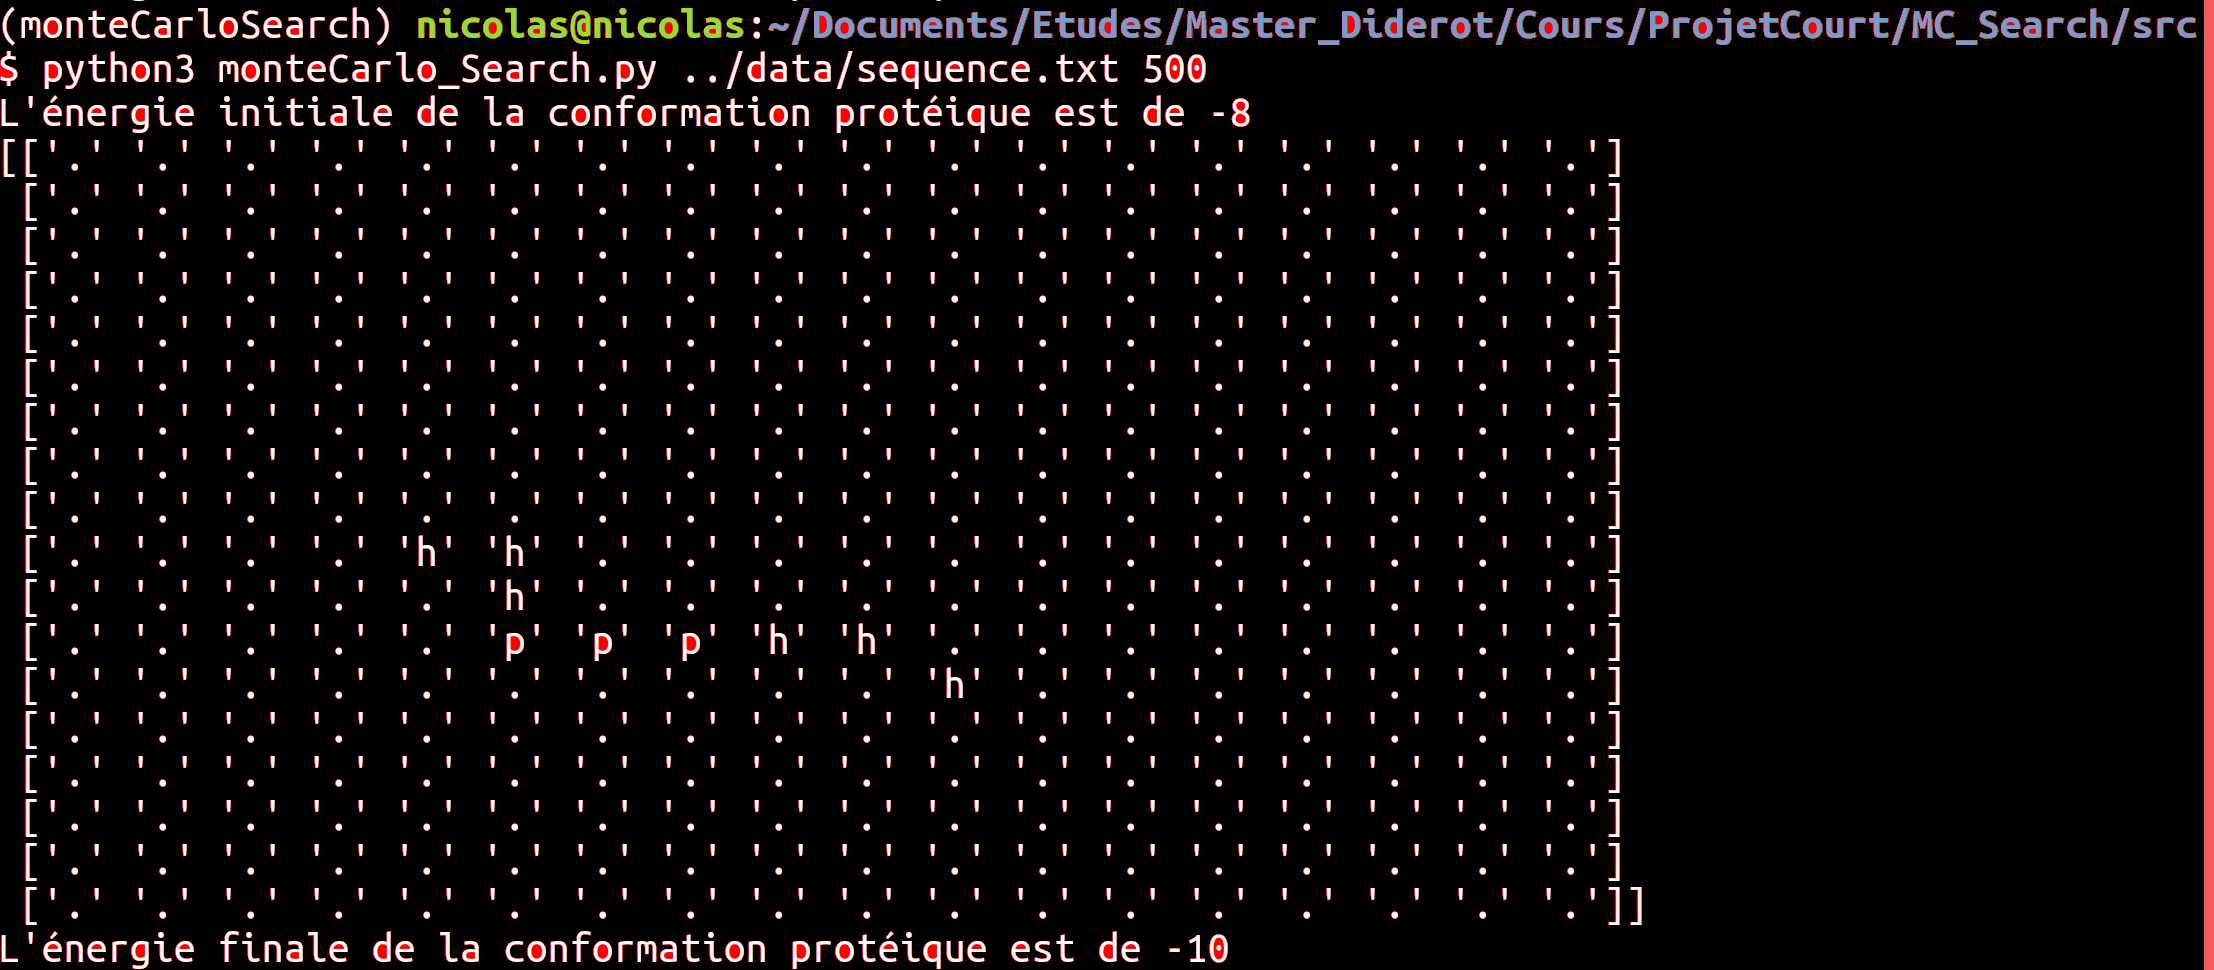 (monteCarloSearch) nicolas@nicolas:~/Documents/Etudes/Master_Diderot/Cours/ProjetCourt/MC_Search/src
$ python3 monteCarlo_Search.py ../data/sequence.txt 500
L'énergie initiale de la conformation protéique est de -8
[['.' '.' '.' '.' '.' '.' '.' '.' '.' '.' '.' '.' '.' '.' '.' '.' '.' '.']
['.' '.' '.' '.' '.' '.' '.' '.' '.' '.' '.' '.' '.' '.' '.' '.' '.' '.']
['.' '.' '.' '.' '.' '.' '.' '.' '.' '.' '.' '.' '.' '.' '.' '.' '.' '.']
['.' '.' '.' '.' '.' '.' '.' '.' '.' '.' '.' '.' '.' '.' '.' '.' '.' '.']
['.' '.' '.' '.' '.' '.' '.' '.' '.' '.' '.' '.' '.' '.' '.' '.' '.' '.']
['.' '.' '.' '.' '.' '.' '.' '.' '.' '.' '.' '.' '.' '.' '.' '.' '.' '.']
['.' '.' '.' '.' '.' '.' '.' '.' '.' '.' '.' '.' '.' '.' '.' '.' '.' '.']
['.' '.' '.' '.' '.' '.' '.' '.' '.' '.' '.' '.' '.' '.' '.' '.' '.' '.']
['.' '.' '.' '.' '.' '.' '.' '.' '.' '.' '.' '.' '.' '.' '.' '.' '.' '.']
['.' '.' '.' '.' 'h' 'h' '.' '.' '.' '.' '.' '.' '.' '.' '.' '.' '.' '.']
['.' '.' '.' '.' '.' 'h' '.' '.' '.' '.' '.' '.' '.' '.' '.' '.' '.' '.']
['.' '.' '.' '.' '.' 'p' 'p' 'p' 'h' 'h' '.' '.' '.' '.' '.' '.' '.' '.']
['.' '.' '.' '.' '.' '.' '.' '.' '.' '.' 'h' '.' '.' '.' '.' '.' '.' '.']
['.' '.' '.' '.' '.' '.' '.' '.' '.' '.' '.' '.' '.' '.' '.' '.' '.' '.']
['.' '.' '.' '.' '.' '.' '.' '.' '.' '.' '.' '.' '.' '.' '.' '.' '.' '.']
['.' '.' '.' '.' '.' '.' '.' '.' '.' '.' '.' '.' '.' '.' '.' '.' '.' '.']
['.' '.' '.' '.' '.' '.' '.' '.' '.' '.' '.' '.' '.' '.' '.' '.' '.' '.']
['.' '.' '.' '.' '.' '.' '.' '.' '.' '.' '.' '.' '.' '.' '.' '.' '.' '.']]
L'énergie finale de la conformation protéique est de -10